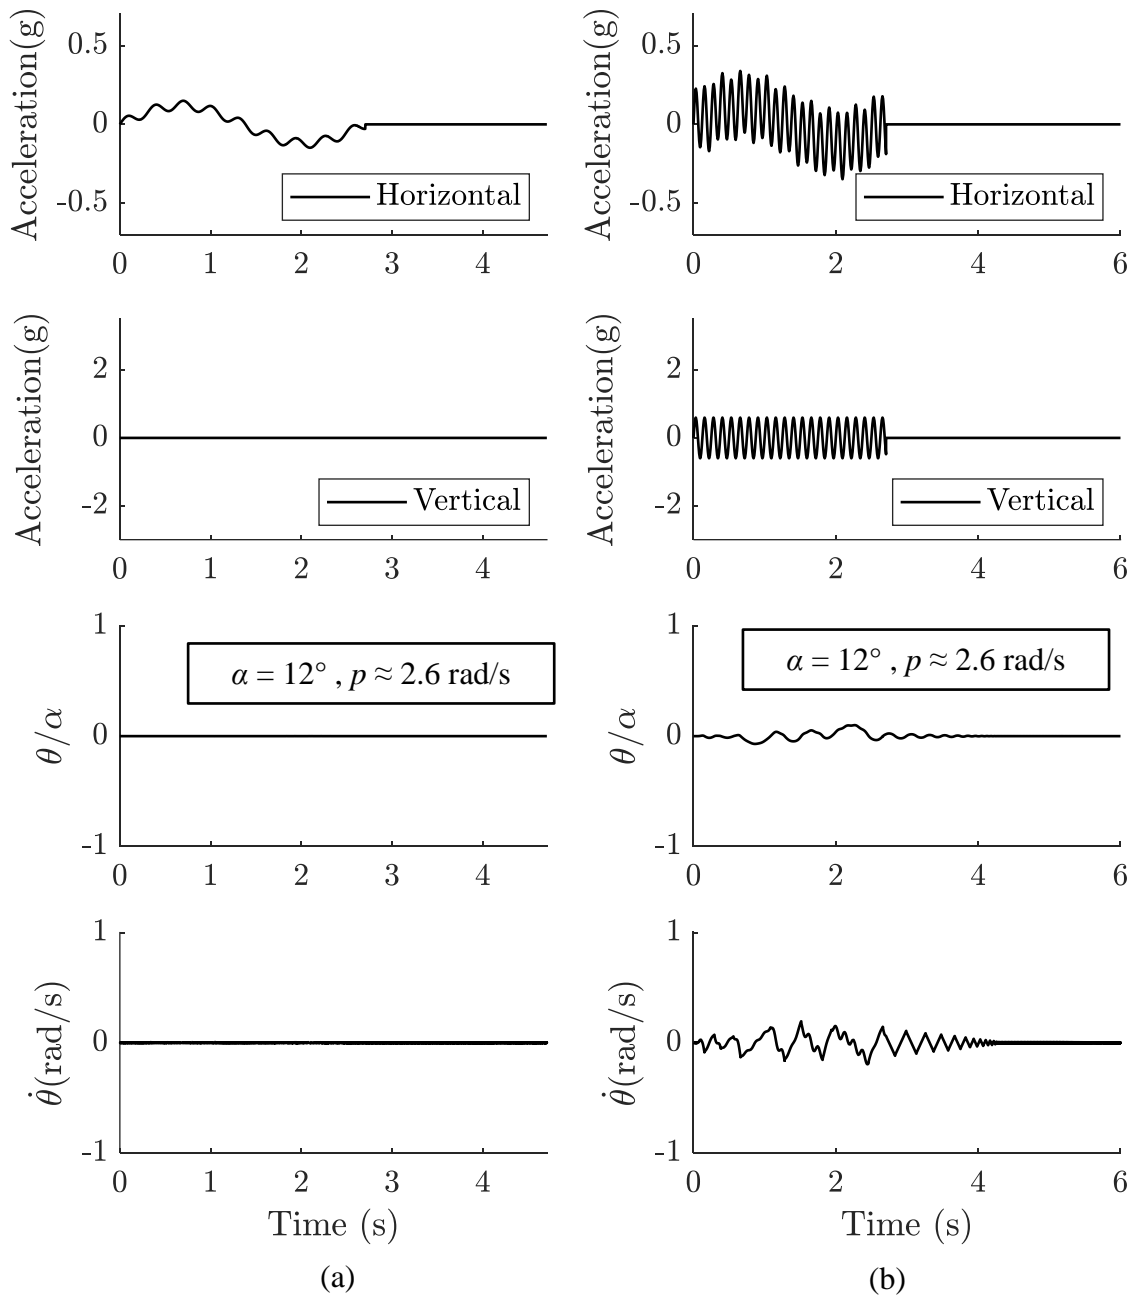 Acceleration(g)
0.5
0
-0.5
Horizontal
0 1 2 3 4
Acceleration(g)
0.5
0
-0.5
Horizontal
0 2 4 6
Acceleration(g)
2
0
-2
Vertical
0 1 2 3 4
Acceleration(g)
2
0
-2
Vertical
0 2 4 6
θ/α
1
0
-1
α = 12° , p ≈ 2.6 rad/s
0 1 2 3 4
θ/α
1
0
-1
α = 12° , p ≈ 2.6 rad/s
0 2 4 6
θ̇(rad/s)
1
0
-1
0 1 2 3 4
Time (s)
(a)
θ̇(rad/s)
1
0
-1
0 2 4 6
Time (s)
(b)